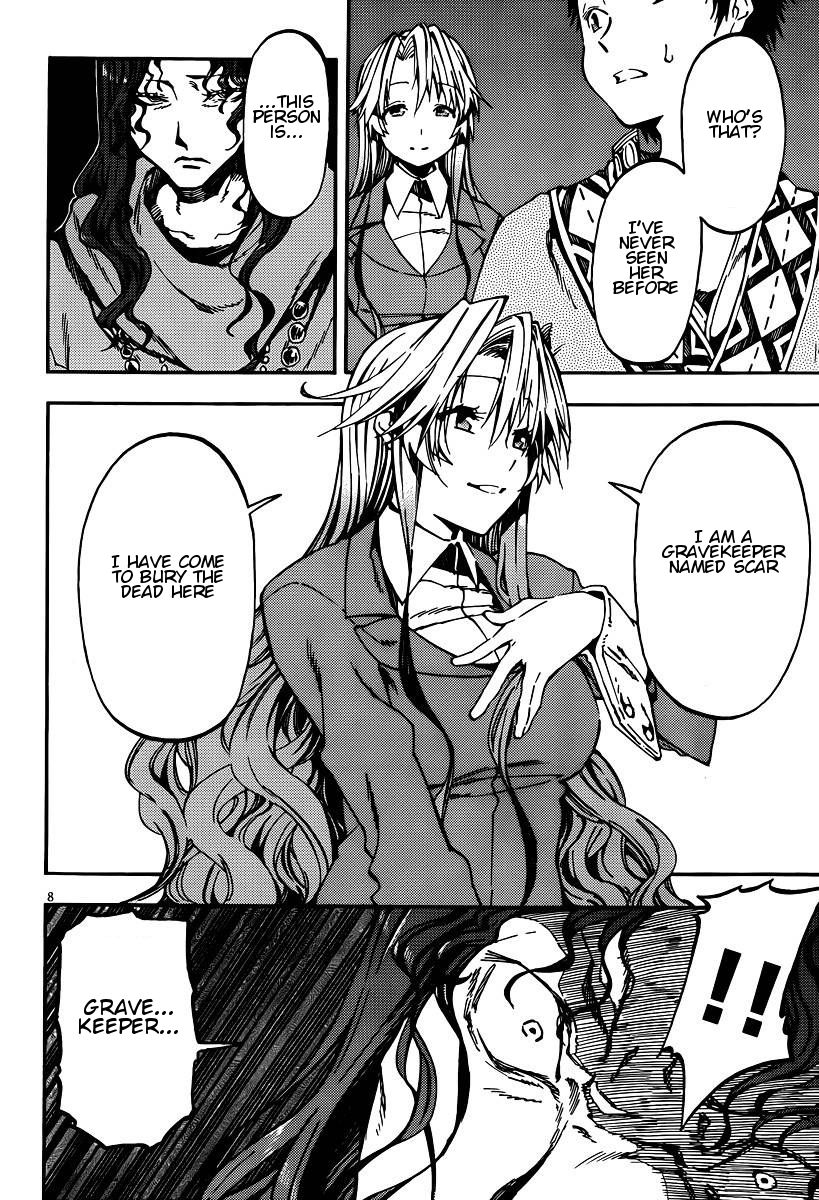 WHO'S
THAT?
I'VE
NEVER
SEEN
HER
BEFORE
...THIS
PERSON
IS...
I AM A
GRAVEKEEPER
NAMED SCAR
I HAVE COME
TO BURY THE
DEAD HERE
8
!!
GRAVE...
KEEPER...